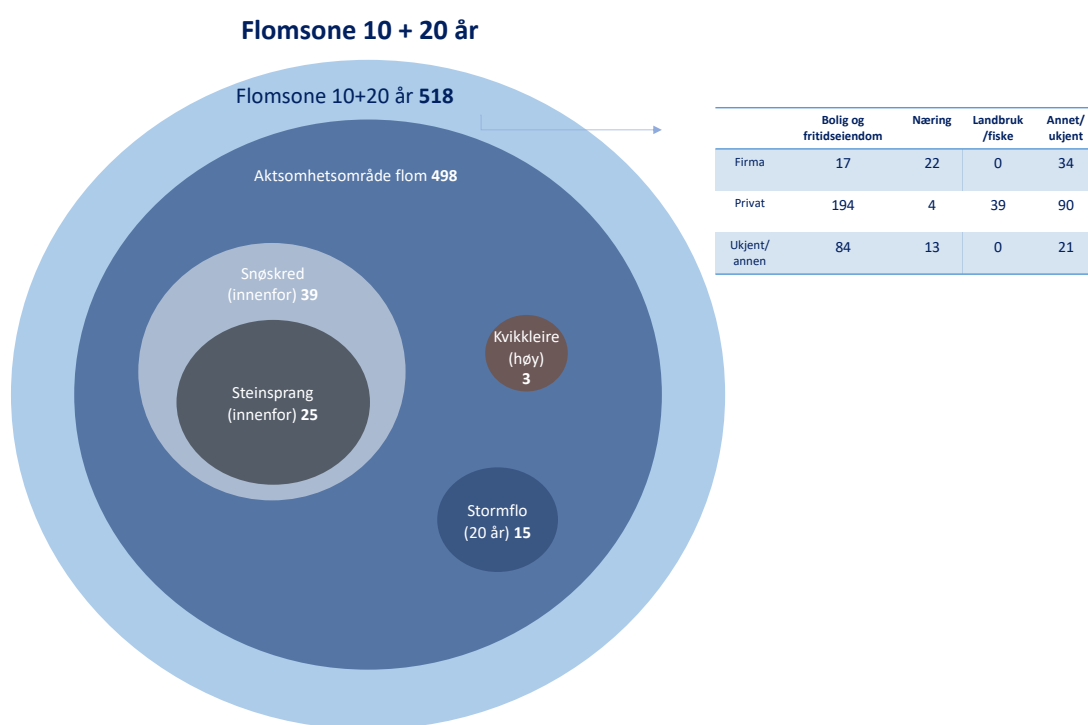 Flomsone 10 + 20 år
Flomsone 10+20 år 518
Aktsomhetsområde flom 498
Snøskred
(innenfor) 39
Steinsprang
(innenfor) 25
Kvikkleire
(høy)
3
Stormflo
(20 år) 15
Bolig og
fritidseiendom
Næring
Landbruk
/fiske
Annet/
ukjent
Firma 17 22 0 34
Privat 194 4 39 90
Ukjent/
annen
84 13 0 21